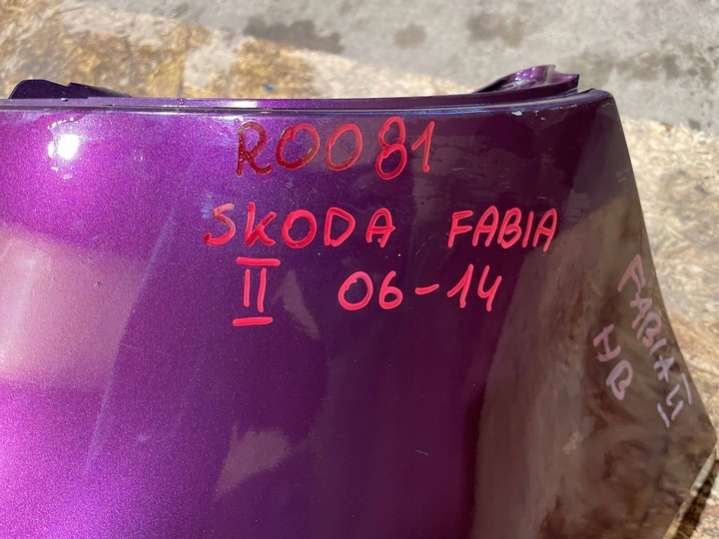 R0081
SKODA FABIA
II 06-14
FABIA II
HB